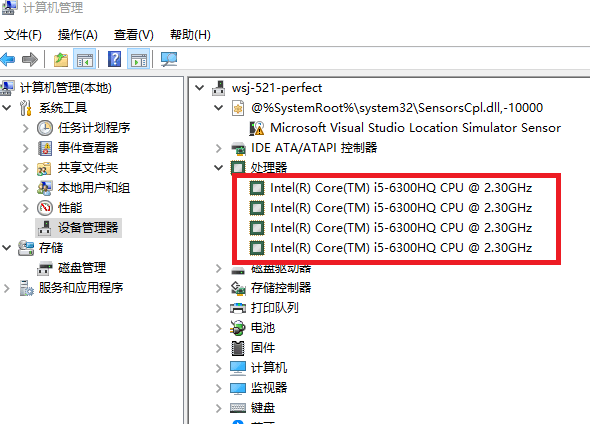 计算机管理
文件(F) 操作(A) 查看(V) 帮助(H)
计算机管理(本地)
系统工具
任务计划程序
事件查看器
共享文件夹
本地用户和组
性能
设备管理器
存储
磁盘管理
服务和应用程序
wsj-521-perfect
@%SystemRoot%\system32\SensorsCpl.dll,-10000
Microsoft Visual Studio Location Simulator Sensor
IDE ATA/ATAPI 控制器
处理器
Intel(R) Core(TM) i5-6300HQ CPU @ 2.30GHz
Intel(R) Core(TM) i5-6300HQ CPU @ 2.30GHz
Intel(R) Core(TM) i5-6300HQ CPU @ 2.30GHz
Intel(R) Core(TM) i5-6300HQ CPU @ 2.30GHz
磁盘驱动器
存储控制器
打印队列
电池
固件
计算机
监视器
键盘